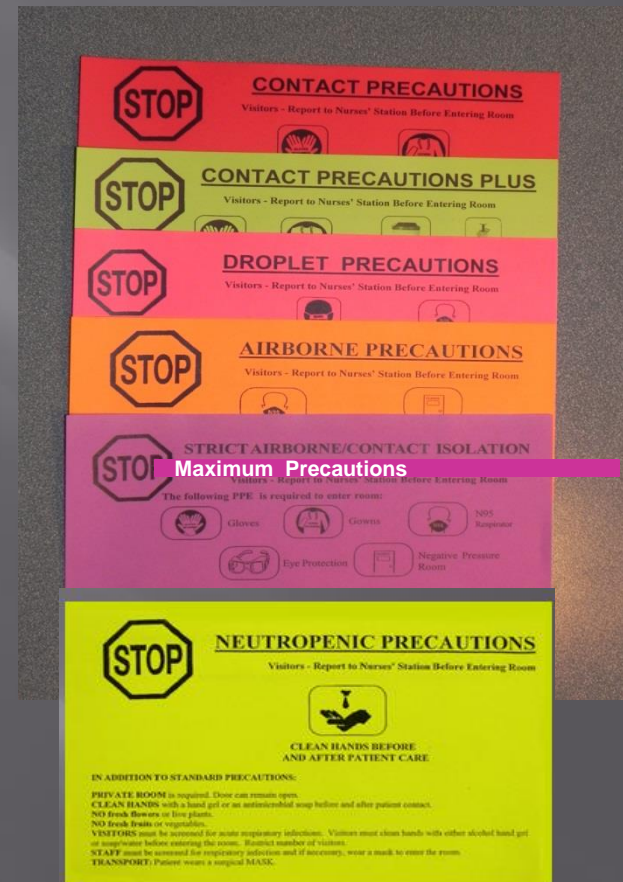 STOP
CONTACT PRECAUTIONS
Visitors - Report to Nurses' Station Before Entering Room
STOP
CONTACT PRECAUTIONS PLUS
Visitors - Report to Nurses' Station Before Entering Room
STOP
DROPLET PRECAUTIONS
Visitors - Report to Nurses' Station Before Entering Room
STOP
AIRBORNE PRECAUTIONS
Visitors - Report to Nurses' Station Before Entering Room
STRICT AIRBORNE/CONTACT ISOLATION
Maximum Precautions
Visitors - Report to Nurses' Station Before Entering Room
The following PPE is required to enter room:
Gloves
Gowns
N95
Respirator
Eye Protection
Negative Pressure
Room
STOP
NEUTROPENIC PRECAUTIONS
Visitors - Report to Nurses' Station Before Entering Room
CLEAN HANDS BEFORE
AND AFTER PATIENT CARE
IN ADDITION TO STANDARD PRECAUTIONS:
PRIVATE ROOM is required. Door can remain open.
CLEAN HANDS with a hand gel or an antimicrobial soap before and after patient contact.
NO fresh flowers or live plants.
NO fresh fruits or vegetables.
VISITORS must be screened for acute respiratory infections. Visitors must clean hands with either alcohol hand gel
or soap/water before entering the room. Restrict number of visitors.
STAFF must be screened for respiratory infection and if necessary, wear a mask to enter the room.
TRANSPORT: Patient wears a surgical MASK.